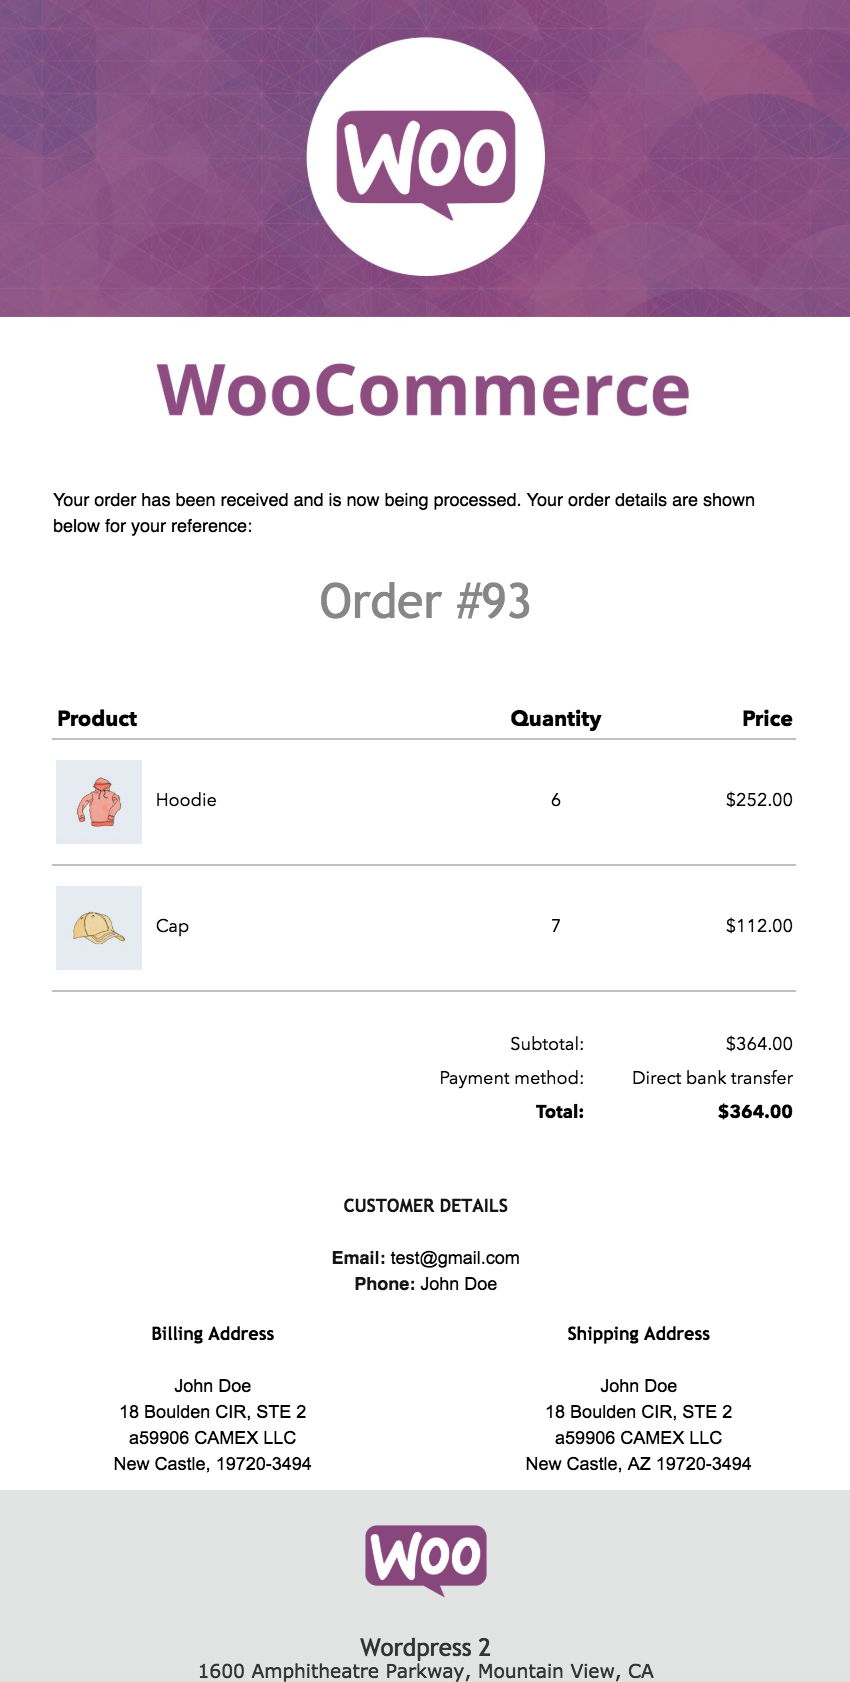 Woo
WooCommerce
Your order has been received and is now being processed. Your order details are shown
below for your reference:
Order #93
Product Quantity Price
Hoodie 6 $252.00
Cap 7 $112.00
Subtotal: $364.00
Payment method: Direct bank transfer
Total: $364.00
CUSTOMER DETAILS
Email: test@gmail.com
Phone: John Doe
Billing Address
John Doe
18 Boulden CIR, STE 2
a59906 CAMEX LLC
New Castle, 19720-3494
Shipping Address
John Doe
18 Boulden CIR, STE 2
a59906 CAMEX LLC
New Castle, AZ 19720-3494
Woo
Wordpress 2
1600 Amphitheatre Parkway, Mountain View, CA